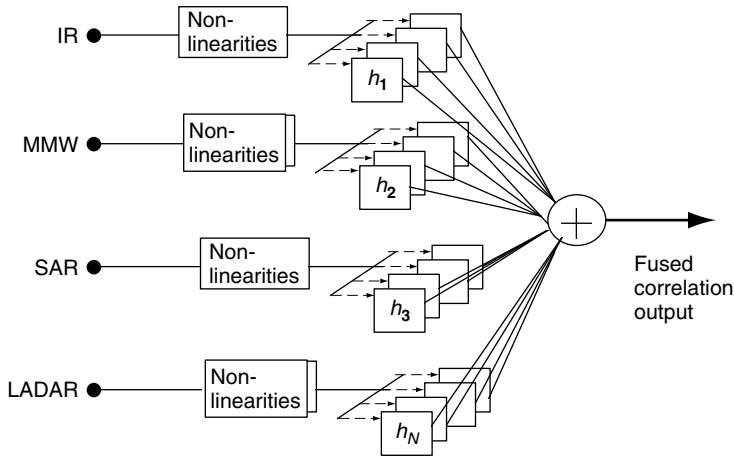 IR
Non-
linearities
h1
MMW
Non-
linearities
h2
SAR
Non-
linearities
h3
LADAR
Non-
linearities
hN
+
Fused
correlation
output